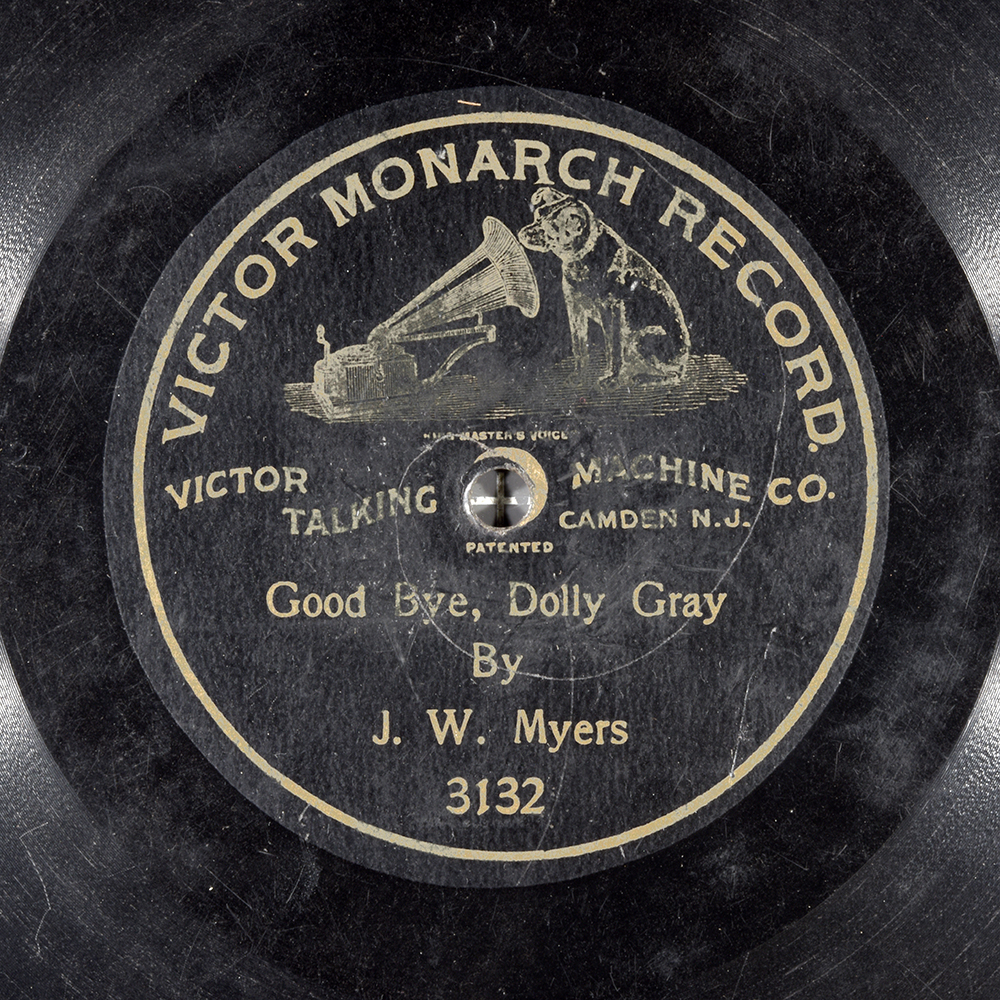 VICTOR MONARCH RECORD.
"HIS MASTER'S VOICE"
VICTOR TALKING MACHINE CO.
CAMDEN N.J.
PATENTED
Good Bye, Dolly Gray
By
J. W. Myers
3132